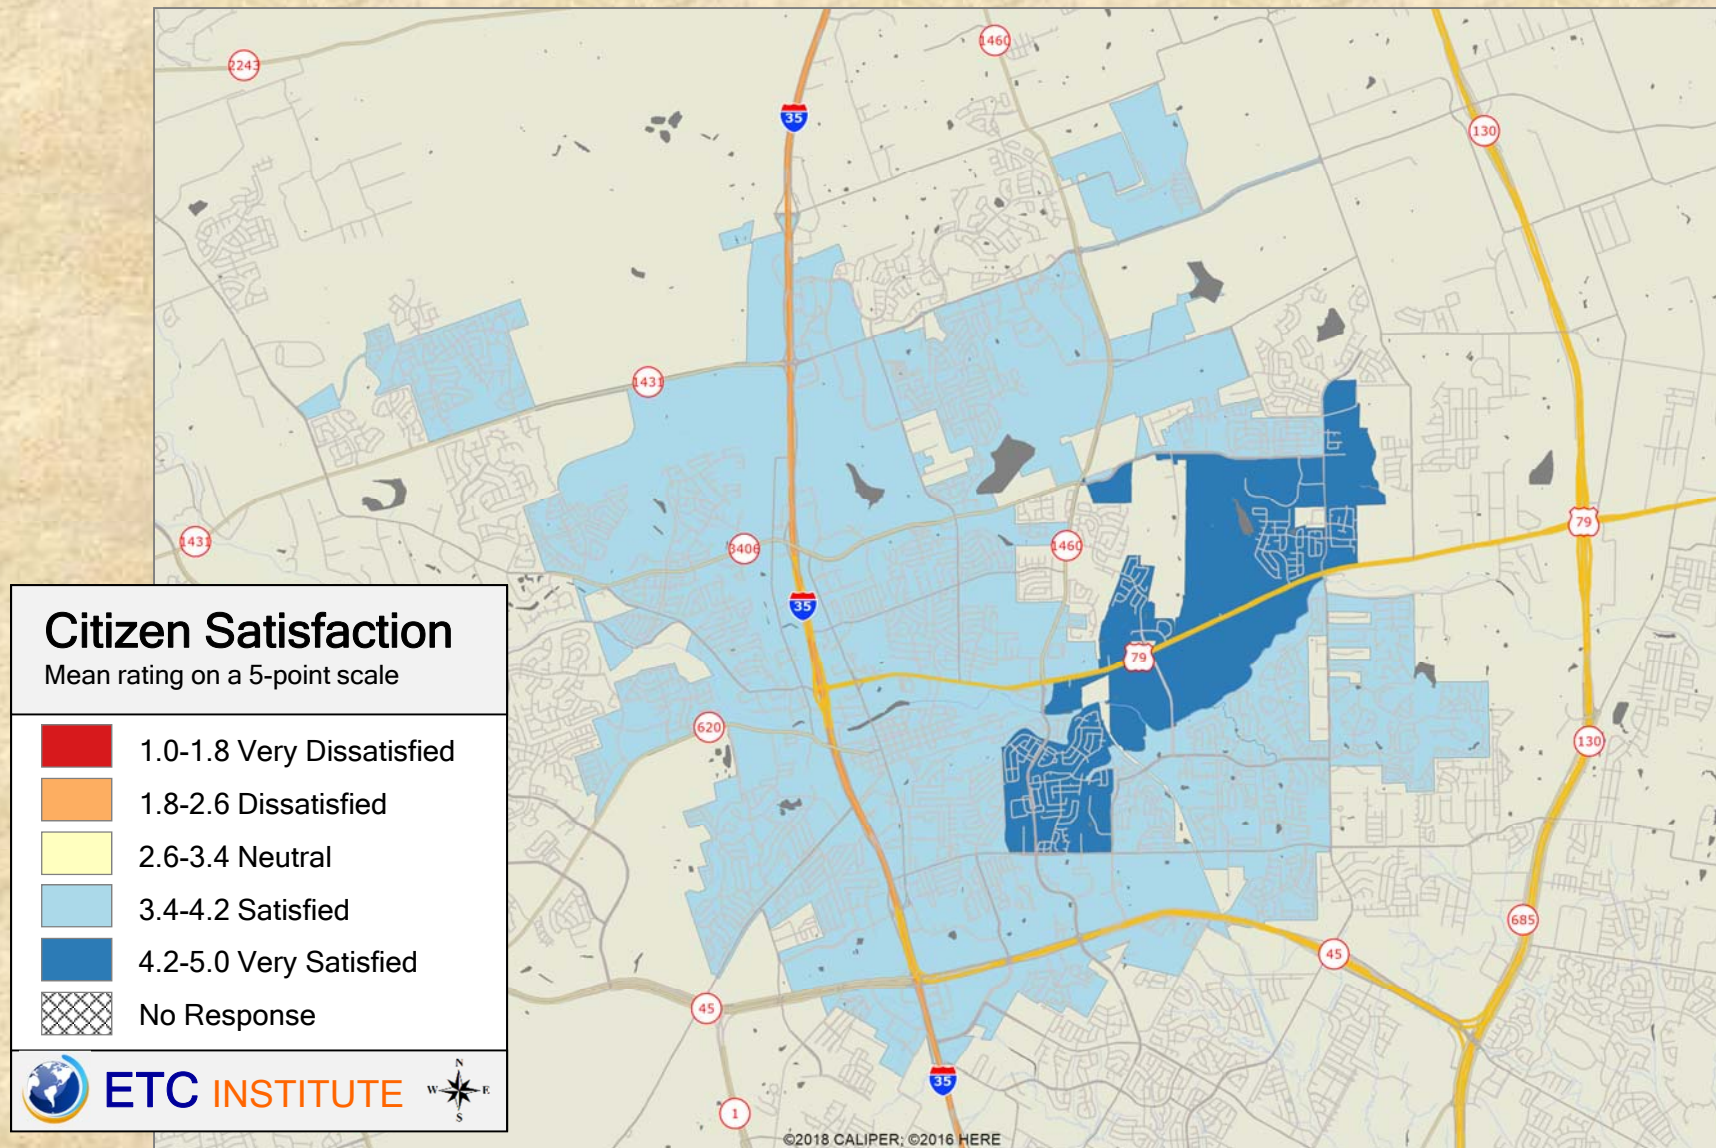 2243
1460
35
130
1431
1431
3406
1460
79
35
79
620
130
685
45
45
1
35
Citizen Satisfaction
Mean rating on a 5-point scale
1.0-1.8 Very Dissatisfied
1.8-2.6 Dissatisfied
2.6-3.4 Neutral
3.4-4.2 Satisfied
4.2-5.0 Very Satisfied
No Response
ETC INSTITUTE
N
W E
S
©2018 CALIPER; ©2016 HERE